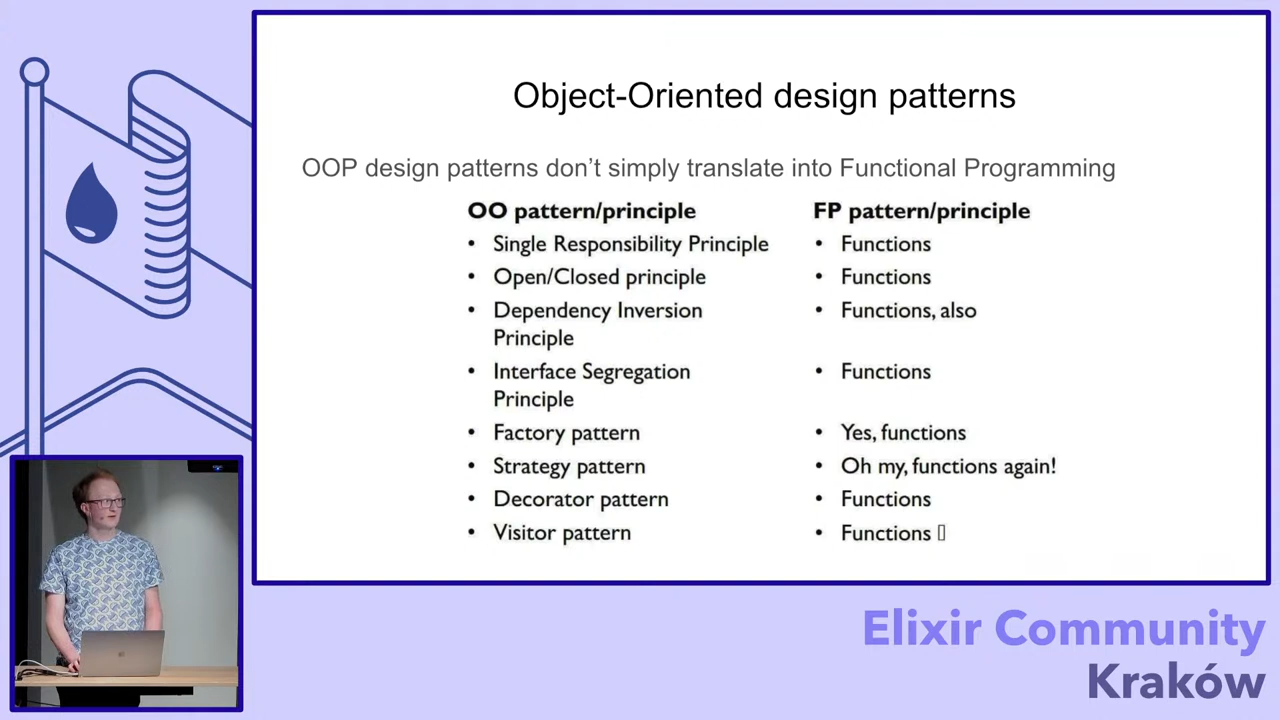 Object-Oriented design patterns
OOP design patterns don't simply translate into Functional Programming
OO pattern/principle
• Single Responsibility Principle
• Open/Closed principle
• Dependency Inversion
Principle
• Interface Segregation
Principle
• Factory pattern
• Strategy pattern
• Decorator pattern
• Visitor pattern
FP pattern/principle
• Functions
• Functions
• Functions, also
• Functions
• Yes, functions
• Oh my, functions again!
• Functions
• Functions ▯
Elixir Community
Kraków